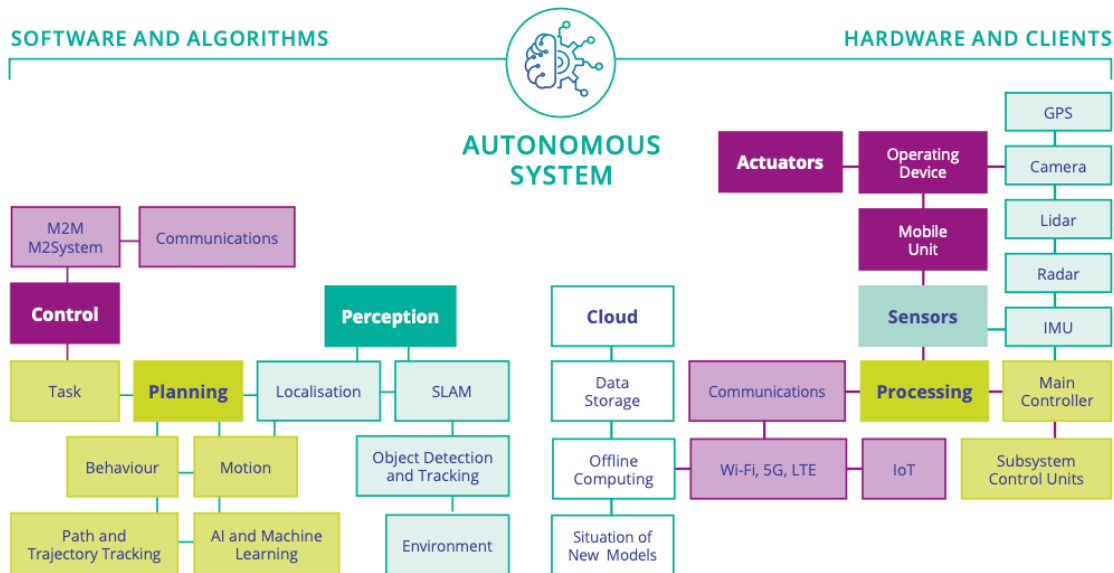 SOFTWARE AND ALGORITHMS
HARDWARE AND CLIENTS
AUTONOMOUS
SYSTEM
M2M
M2System
Communications
Control
Perception
Task
Planning
Localisation
SLAM
Behaviour
Motion
Object Detection
and Tracking
Path and
Trajectory Tracking
AI and Machine
Learning
Environment
Cloud
Data
Storage
Offline
Computing
Situation of
New Models
Actuators
Operating
Device
Mobile
Unit
Sensors
GPS
Camera
Lidar
Radar
IMU
Communications
Processing
Main
Controller
Wi-Fi, 5G, LTE
IoT
Subsystem
Control Units